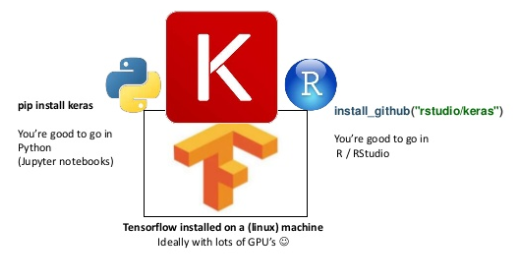 K
R
pip install keras
You're good to go in
Python
(Jupyter notebooks)
install_github("rstudio/keras")
You're good to go in
R / RStudio
Tensorflow installed on a (linux) machine
Ideally with lots of GPU's ☺